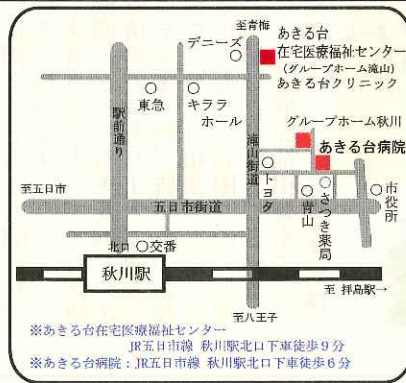 至青梅
デニーズ
あきる台
在宅医療福祉センター
(グループホーム滝山)
あきる台クリニック
東急
キララ
ホール
駅前通り
滝山街道
グループホーム秋川
あきる台病院
トヨタ
青山
さつき薬局
市役所
至五日市
五日市街道
北口
交番
秋川駅
至 拝島駅→
至八王子
※あきる台在宅医療福祉センター
JR五日市線 秋川駅北口下車徒歩9分
※あきる台病院：JR五日市線 秋川駅北口下車徒歩6分